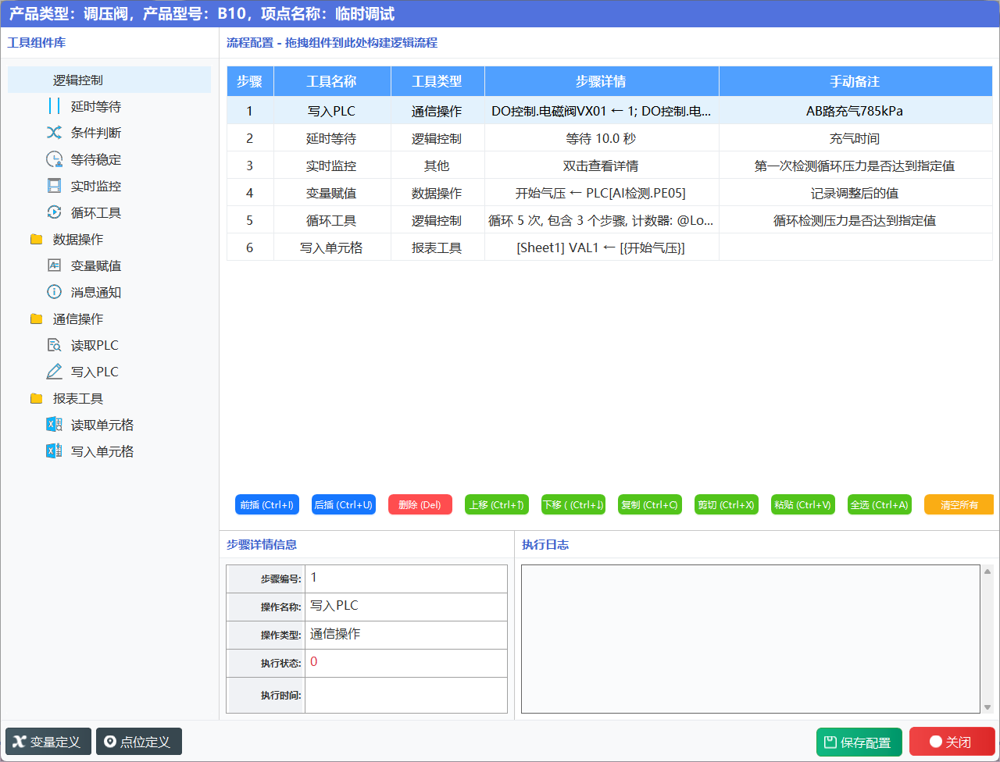 产品类型：调压阀，产品型号：B10，项点名称：临时调试
工具组件库
逻辑控制
延时等待
条件判断
等待稳定
实时监控
循环工具
数据操作
变量赋值
消息通知
通信操作
读取PLC
写入PLC
报表工具
读取单元格
写入单元格
流程配置 - 拖拽组件到此处构建逻辑流程
步骤 工具名称 工具类型 步骤详情 手动备注
1 写入PLC 通信操作 DO控制.电磁阀VX01 ← 1; DO控制.电... AB路充气785kPa
2 延时等待 逻辑控制 等待 10.0 秒 充气时间
3 实时监控 其他 双击查看详情 第一次检测循环压力是否达到指定值
4 变量赋值 数据操作 开始气压 ← PLC[AI检测.PE05] 记录调整后的值
5 循环工具 逻辑控制 循环 5 次, 包含 3 个步骤, 计数器: @Lo... 循环检测压力是否达到指定值
6 写入单元格 报表工具 [Sheet1] VAL1 ← [{开始气压}]
前插 (Ctrl+I) 后插 (Ctrl+U) 删除 (Del) 上移 (Ctrl+↑) 下移 ( (Ctrl+↓) 复制 (Ctrl+C) 剪切 (Ctrl+X) 粘贴 (Ctrl+V) 全选 (Ctrl+A) 清空所有
步骤详情信息
步骤编号: 1
操作名称: 写入PLC
操作类型: 通信操作
执行状态: 0
执行时间:
执行日志
变量定义 点位定义 保存配置 关闭